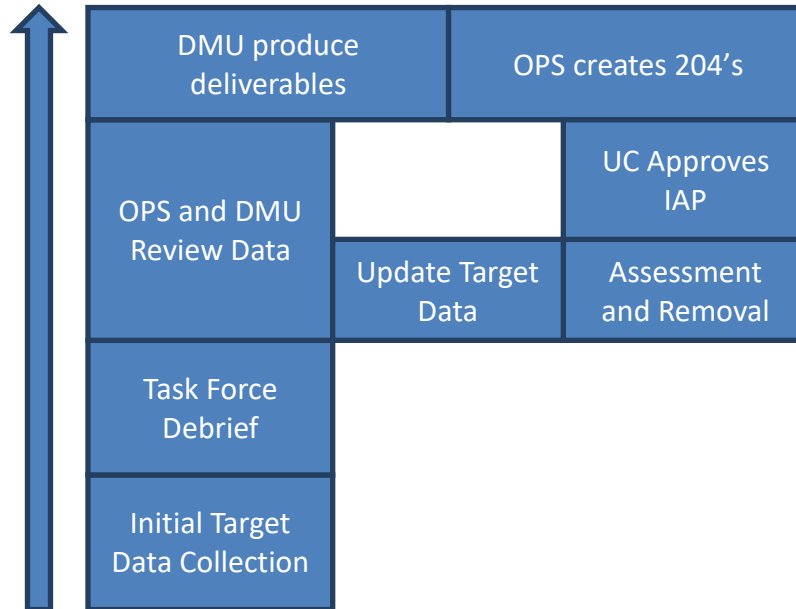 DMU produce
deliverables
OPS creates 204’s
OPS and DMU
Review Data
UC Approves
IAP
Update Target
Data
Assessment
and Removal
Task Force
Debrief
Initial Target
Data Collection